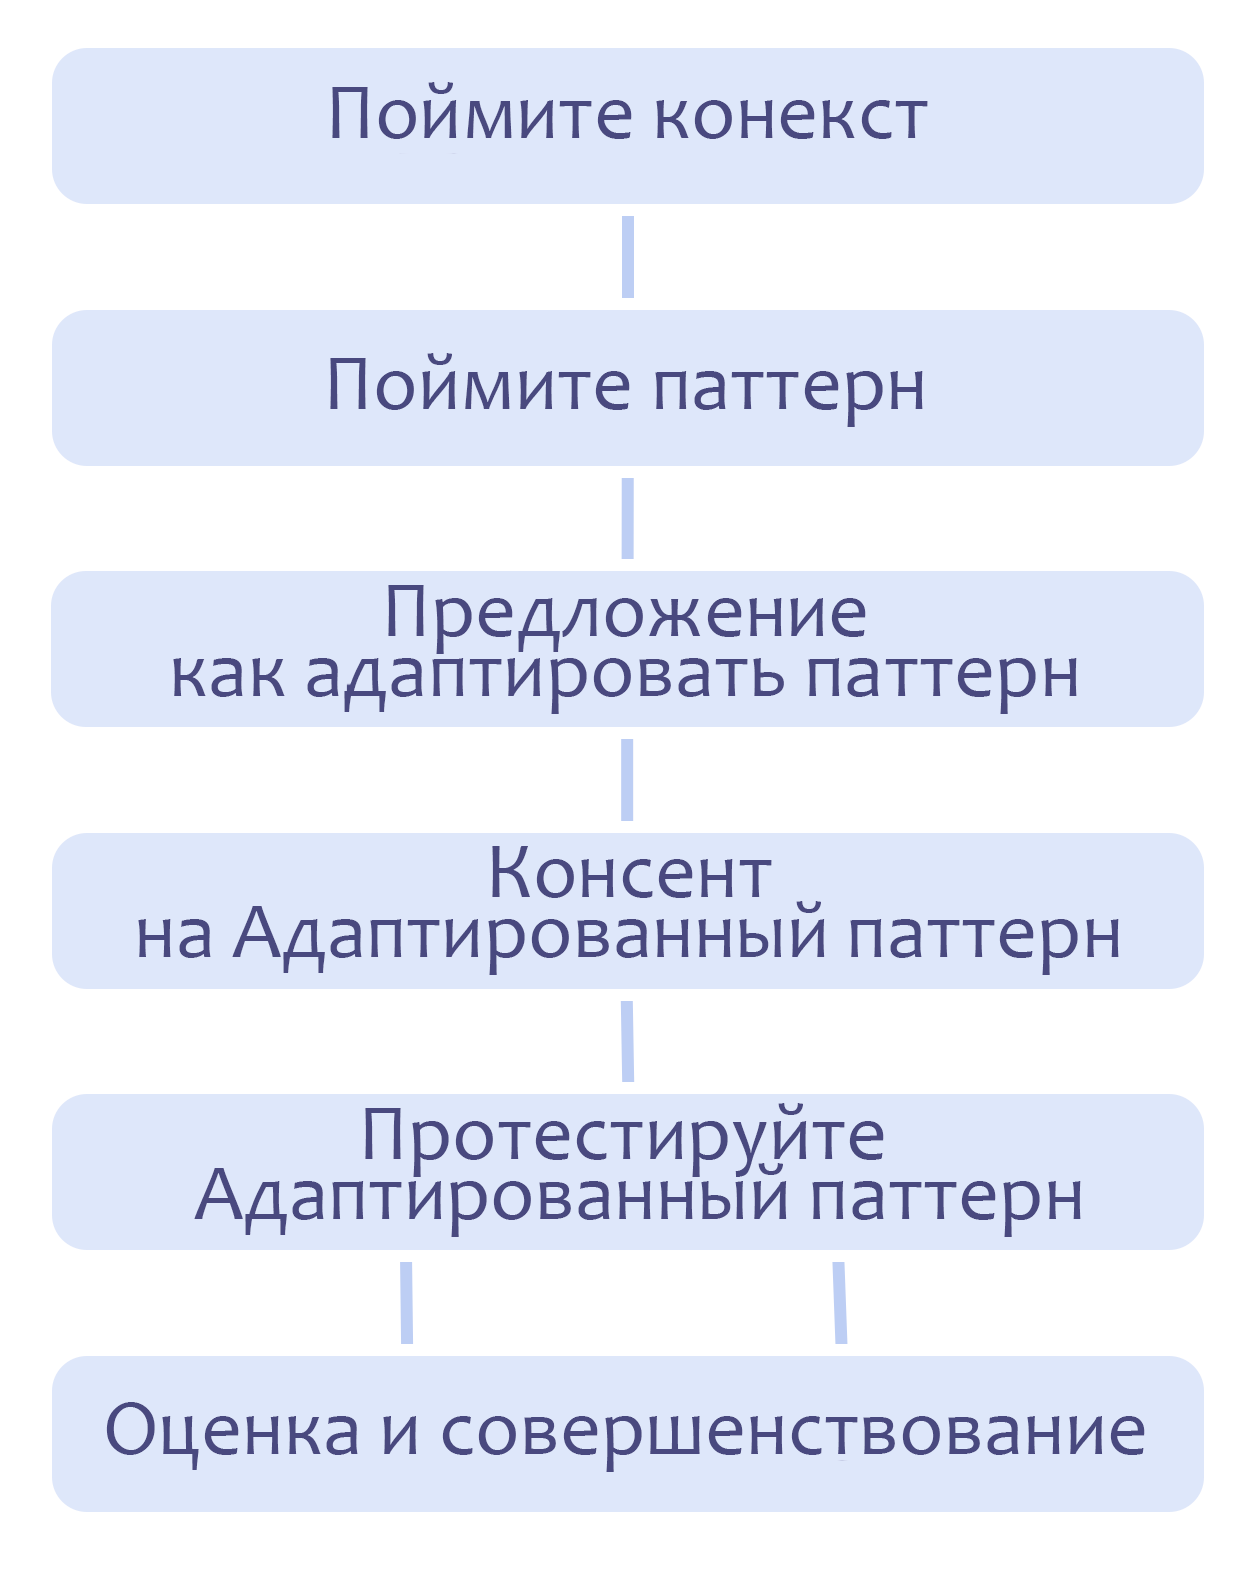 Поймите конекст
Поймите паттерн
Предложение
как адаптировать паттерн
Консент
на Адаптированный паттерн
Протестируйте
Адаптированный паттерн
Оценка и совершенствование